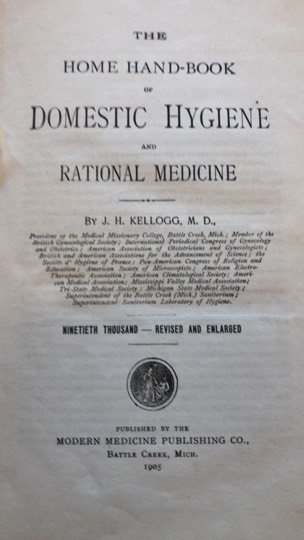 THE
HOME HAND-BOOK
OF
DOMESTIC HYGIENE
AND
RATIONAL MEDICINE
BY J. H. KELLOGG, M. D.,
President of the Medical Missionary College, Battle Creek, Mich.; Member of the
British Gynecological Society; International Periodical Congress of Gynecology
and Obstetrics; American Association of Obstetricians and Gynecologists;
British and American Associations for the Advancement of Science; the
Société d'Hygiène of France; Pan-American Congress of Religion and
Education; American Society of Microscopists; American Electro-
Therapeutic Association; American Climatological Society; Amer-
ican Medical Association; Mississippi Valley Medical Association;
Tri-State Medical Society; Michigan State Medical Society;
Superintendent of the Battle Creek (Mich.) Sanitarium;
Superintendent Sanitarium Laboratory of Hygiene.
NINETIETH THOUSAND — REVISED AND ENLARGED
PUBLISHED BY THE
MODERN MEDICINE PUBLISHING CO.,
BATTLE CREEK, MICH.
1905